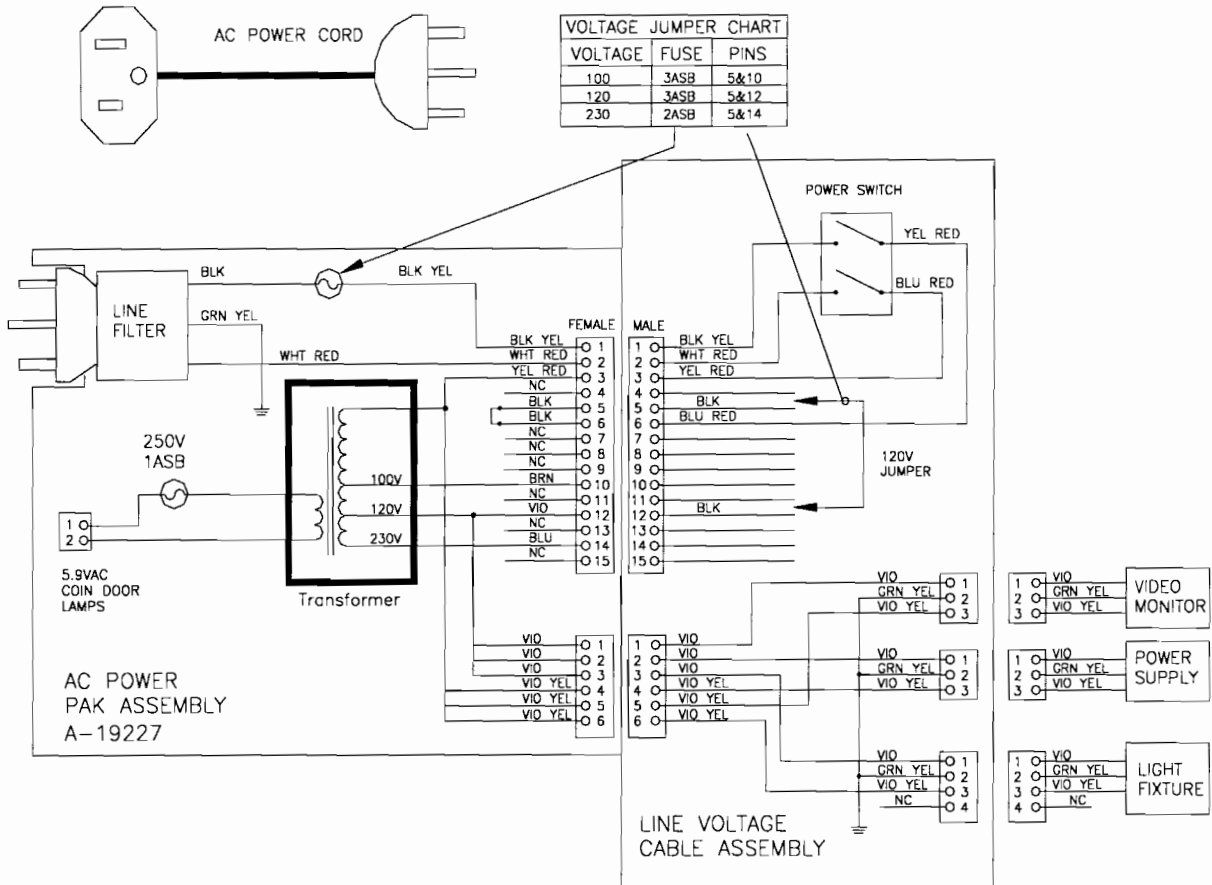 AC POWER CORD
VOLTAGE JUMPER CHART
VOLTAGE FUSE PINS
100 3ASB 5&10
120 3ASB 5&12
230 2ASB 5&14
POWER SWITCH
YEL RED
BLU RED
BLK
BLK YEL
LINE
FILTER
GRN YEL
WHT RED
FEMALE
MALE
BLK YEL 1
WHT RED 2
YEL RED 3
NC 4
BLK 5
BLK 6
NC 7
NC 8
NC 9
BRN 10
NC 11
VIO 12
NC 13
BLU 14
NC 15
1 BLK YEL
2 WHT RED
3 YEL RED
4
5 BLK
6 BLU RED
7
8
9
10
11
12 BLK
13
14
15
120V
JUMPER
250V
1ASB
100V
120V
230V
Transformer
1
2
5.9VAC
COIN DOOR
LAMPS
AC POWER
PAK ASSEMBLY
A-19227
VIO 1
VIO 2
VIO 3
VIO YEL 4
VIO YEL 5
VIO YEL 6
1 VIO
2 VIO
3 VIO
4 VIO YEL
5 VIO YEL
6 VIO YEL
VIO 1
GRN YEL 2
VIO YEL 3
1 VIO
2 GRN YEL
3 VIO YEL
VIDEO
MONITOR
VIO 1
GRN YEL 2
VIO YEL 3
1 VIO
2 GRN YEL
3 VIO YEL
POWER
SUPPLY
VIO 1
GRN YEL 2
VIO YEL 3
NC 4
1 VIO
2 GRN YEL
3 VIO YEL
4 NC
LIGHT
FIXTURE
LINE VOLTAGE
CABLE ASSEMBLY